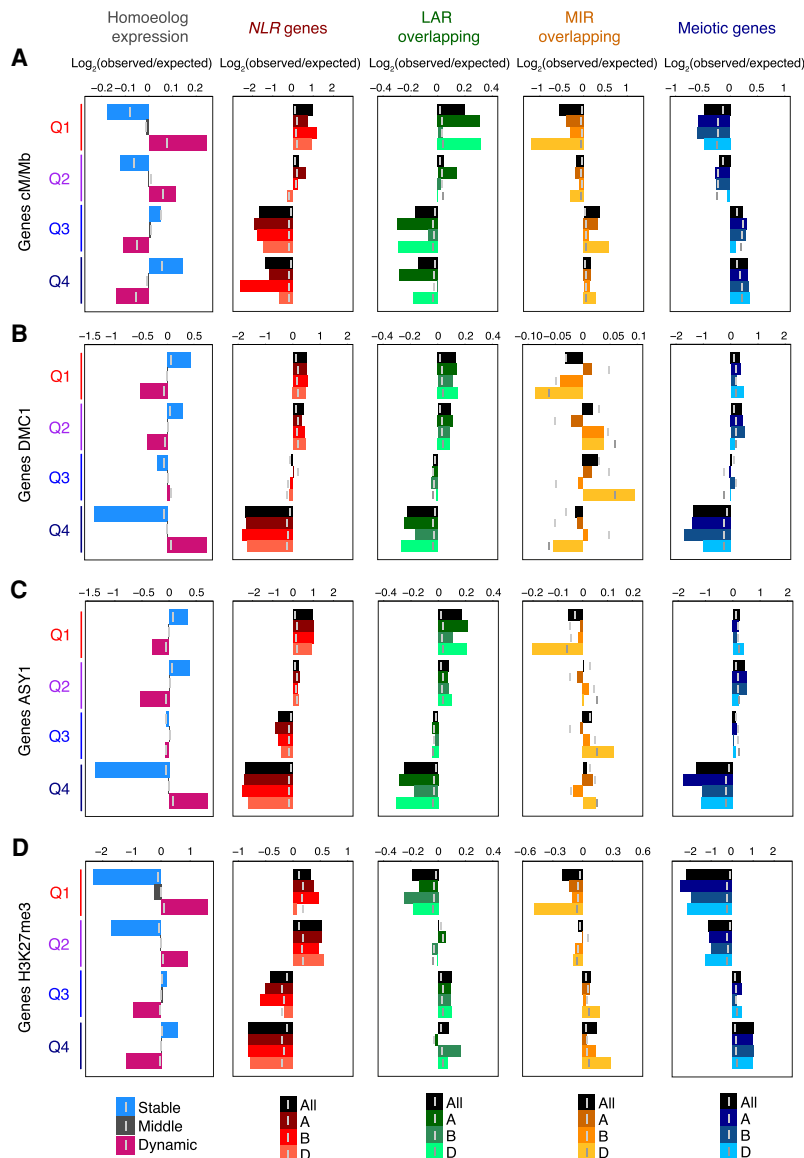 Homoeolog expression
NLR genes
LAR overlapping
MIR overlapping
Meiotic genes
A
Log2(observed/expected) Log2(observed/expected) Log2(observed/expected) Log2(observed/expected) Log2(observed/expected)
−0.2 −0.1 0 0.1 0.2
−2 −1 0 1 2
−0.4 −0.2 0 0.2 0.4
−1 −0.5 0 0.5 1
−1 −0.5 0 0.5 1
Genes cM/Mb
Q1
Q2
Q3
Q4
B
−1.5 −1 −0.5 0 0.5
−2 −1 0 1 2
−0.4 −0.2 0 0.2 0.4
−0.10 −0.05 0 0.05 0.1
−2 −1 0 1 2
Genes DMC1
Q1
Q2
Q3
Q4
C
−1.5 −1 −0.5 0 0.5
−2 −1 0 1 2
−0.4 −0.2 0 0.2 0.4
−0.2 −0.1 0 0.1 0.2
−2 −1 0 1 2
Genes ASY1
Q1
Q2
Q3
Q4
D
−2 −1 0 1
−1 −0.5 0 0.5 1
−0.4 −0.2 0 0.2 0.4
−0.6 −0.3 0 0.3 0.6
−2 −1 0 1 2
Genes H3K27me3
Q1
Q2
Q3
Q4
Stable
Middle
Dynamic
All
A
B
D
All
A
B
D
All
A
B
D
All
A
B
D